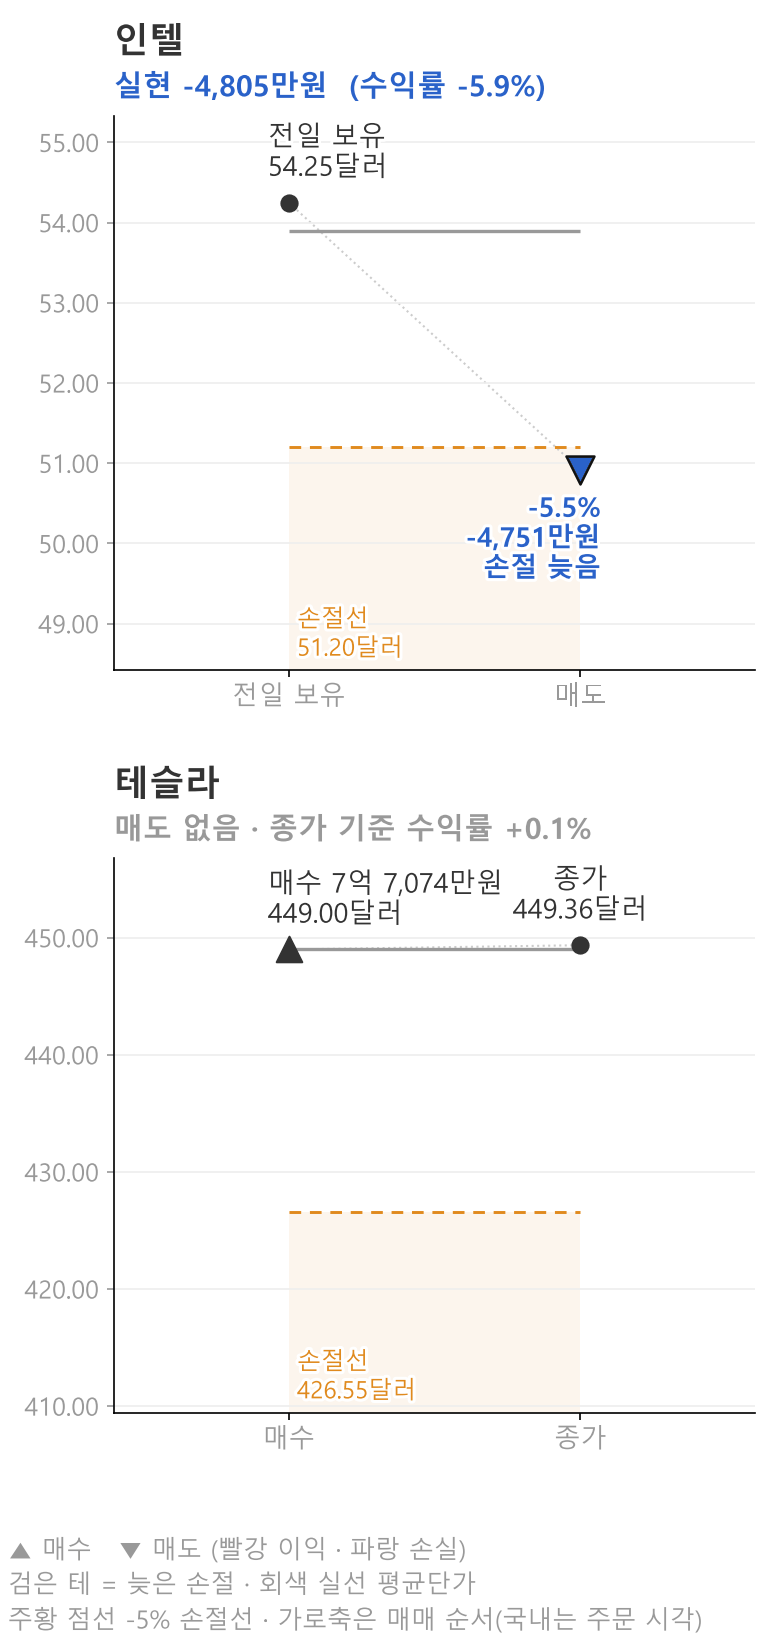 인텔
실현 -4,805만원 (수익률 -5.9%)
전일 보유
54.25달러
55.00
54.00
53.00
52.00
51.00
50.00
49.00
-5.5%
-4,751만원
손절 늦음
손절선
51.20달러
전일 보유 매도
테슬라
매도 없음 · 종가 기준 수익률 +0.1%
매수 7억 7,074만원
449.00달러
종가
449.36달러
450.00
440.00
430.00
420.00
410.00
손절선
426.55달러
매수 종가
▲ 매수 ▼ 매도 (빨강 이익 · 파랑 손실)
검은 테 = 늦은 손절 · 회색 실선 평균단가
주황 점선 -5% 손절선 · 가로축은 매매 순서(국내는 주문 시각)